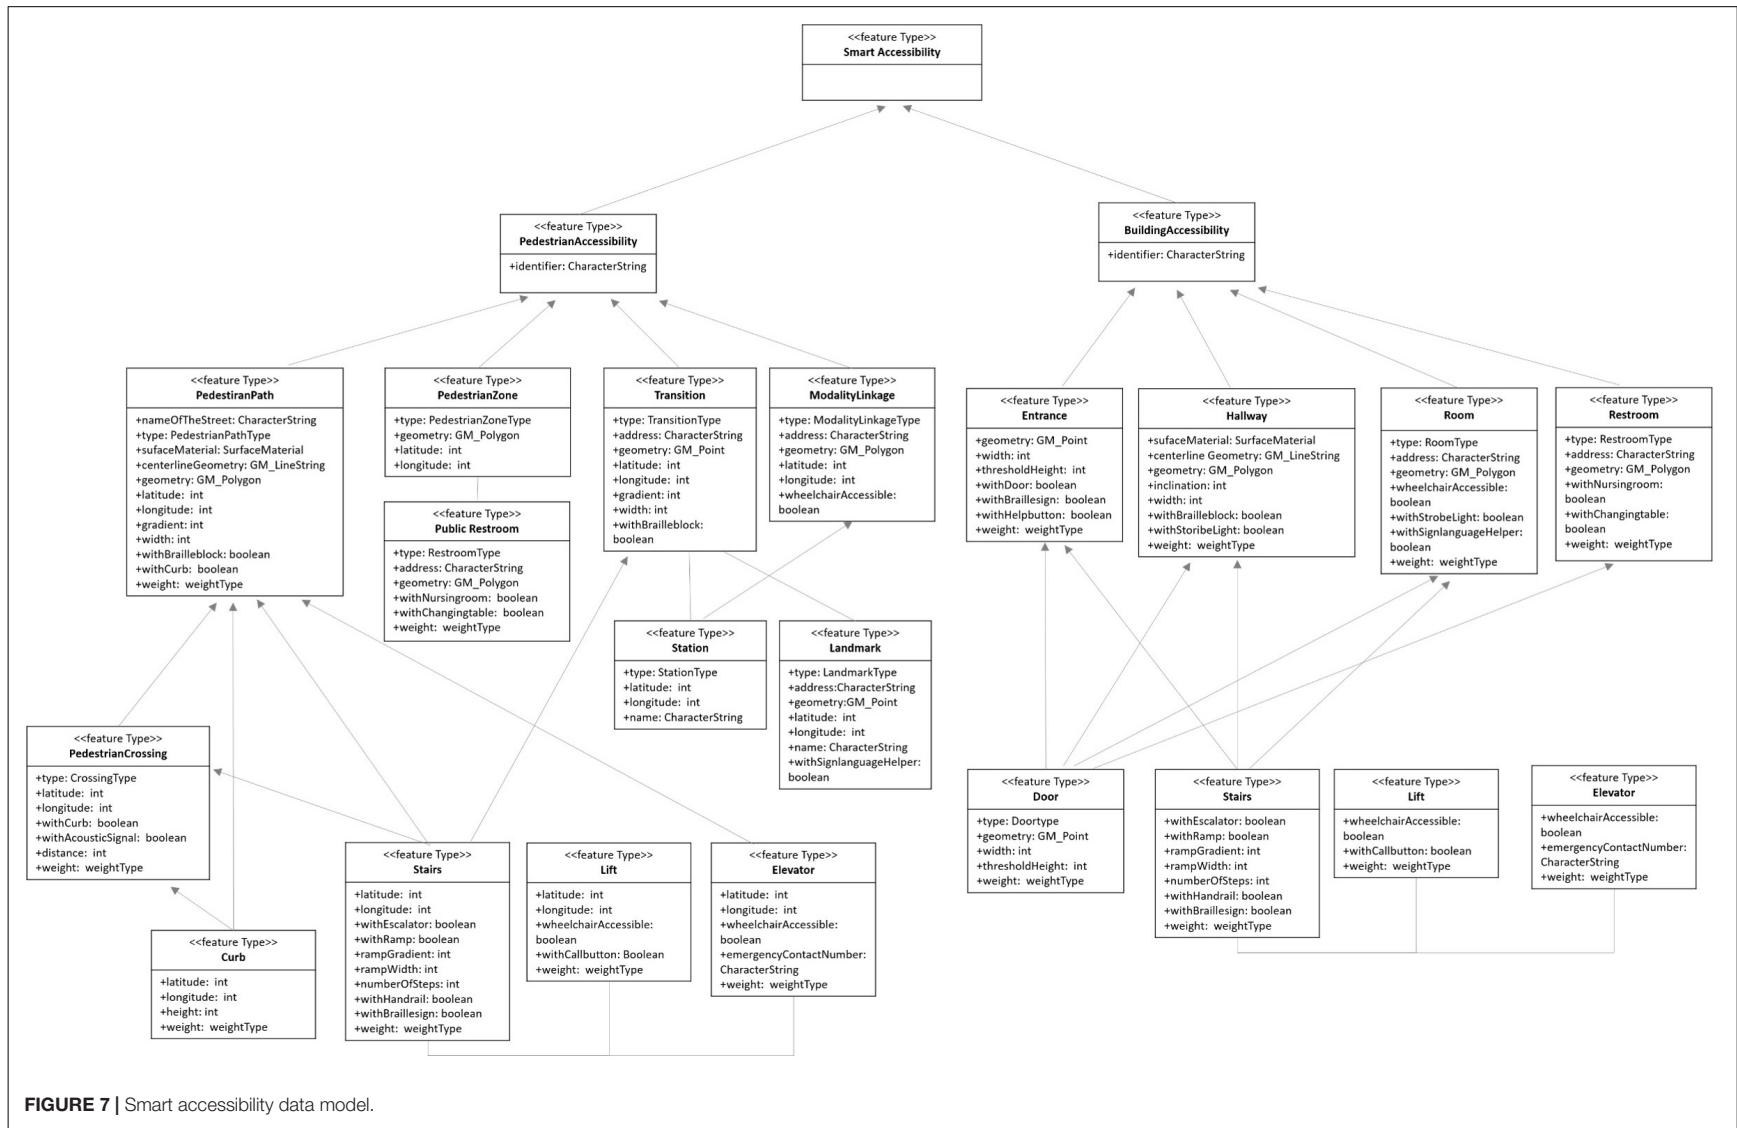 <<feature Type>>
Smart Accessibility
<<feature Type>>
PedestrianAccessibility
+identifier: CharacterString
<<feature Type>>
BuildingAccessibility
+identifier: CharacterString
<<feature Type>>
PedestiranPath
+nameOfTheStreet: CharacterString
+type: PedestrianPathType
+sufaceMaterial: SurfaceMaterial
+centerlineGeometry: GM_LineString
+geometry: GM_Polygon
+latitude: int
+longitude: int
+gradient: int
+width: int
+withBrailleblock: boolean
+withCurb: boolean
+weight: weightType
<<feature Type>>
PedestrianZone
+type: PedestrianZoneType
+geometry: GM_Polygon
+latitude: int
+longitude: int
<<feature Type>>
Public Restroom
+type: RestroomType
+address: CharacterString
+geometry: GM_Polygon
+withNursingroom: boolean
+withChangingtable: boolean
+weight: weightType
<<feature Type>>
Transition
+type: TransitionType
+address: CharacterString
+geometry: GM_Point
+latitude: int
+longitude: int
+gradient: int
+width: int
+withBrailleblock:
boolean
<<feature Type>>
ModalityLinkage
+type: ModalityLinkageType
+address: CharacterString
+geometry: GM_Polygon
+latitude: int
+longitude: int
+wheelchairAccessible:
boolean
<<feature Type>>
Entrance
+geometry: GM_Point
+width: int
+thresholdHeight: int
+withDoor: boolean
+withBraillesign: boolean
+withHelpbutton: boolean
+weight: weightType
<<feature Type>>
Hallway
+sufaceMaterial: SurfaceMaterial
+centerline Geometry: GM_LineString
+geometry: GM_Polygon
+inclination: int
+width: int
+withBrailleblock: boolean
+withStoribeLight: boolean
+weight: weightType
<<feature Type>>
Room
+type: RoomType
+address: CharacterString
+geometry: GM_Polygon
+wheelchairAccessible:
boolean
+withStrobeLight: boolean
+withSignlanguageHelper:
boolean
+weight: weightType
<<feature Type>>
Restroom
+type: RestroomType
+address: CharacterString
+geometry: GM_Polygon
+withNursingroom:
boolean
+withChangingtable:
boolean
+weight: weightType
<<feature Type>>
Station
+type: StationType
+latitude: int
+longitude: int
+name: CharacterString
<<feature Type>>
Landmark
+type: LandmarkType
+address:CharacterString
+geometry:GM_Point
+latitude: int
+longitude: int
+name: CharacterString
+withSignlanguageHelper:
boolean
<<feature Type>>
PedestrianCrossing
+type: CrossingType
+latitude: int
+longitude: int
+withCurb: boolean
+withAcousticSignal: boolean
+distance: int
+weight: weightType
<<feature Type>>
Curb
+latitude: int
+longitude: int
+height: int
+weight: weightType
<<feature Type>>
Stairs
+latitude: int
+longitude: int
+withEscalator: boolean
+withRamp: boolean
+rampGradient: int
+rampWidth: int
+numberOfSteps: int
+withHandrail: boolean
+withBraillesign: boolean
+weight: weightType
<<feature Type>>
Lift
+latitude: int
+longitude: int
+wheelchairAccessible:
boolean
+withCallbutton: Boolean
+weight: weightType
<<feature Type>>
Elevator
+latitude: int
+longitude: int
+wheelchairAccessible:
boolean
+emergencyContactNumber:
CharacterString
+weight: weightType
<<feature Type>>
Door
+type: Doortype
+geometry: GM_Point
+width: int
+thresholdHeight: int
+weight: weightType
<<feature Type>>
Stairs
+withEscalator: boolean
+withRamp: boolean
+rampGradient: int
+rampWidth: int
+numberOfSteps: int
+withHandrail: boolean
+withBraillesign: boolean
+weight: weightType
<<feature Type>>
Lift
+wheelchairAccessible:
boolean
+withCallbutton: boolean
+weight: weightType
<<feature Type>>
Elevator
+wheelchairAccessible:
boolean
+emergencyContactNumber:
CharacterString
+weight: weightType
FIGURE 7 | Smart accessibility data model.